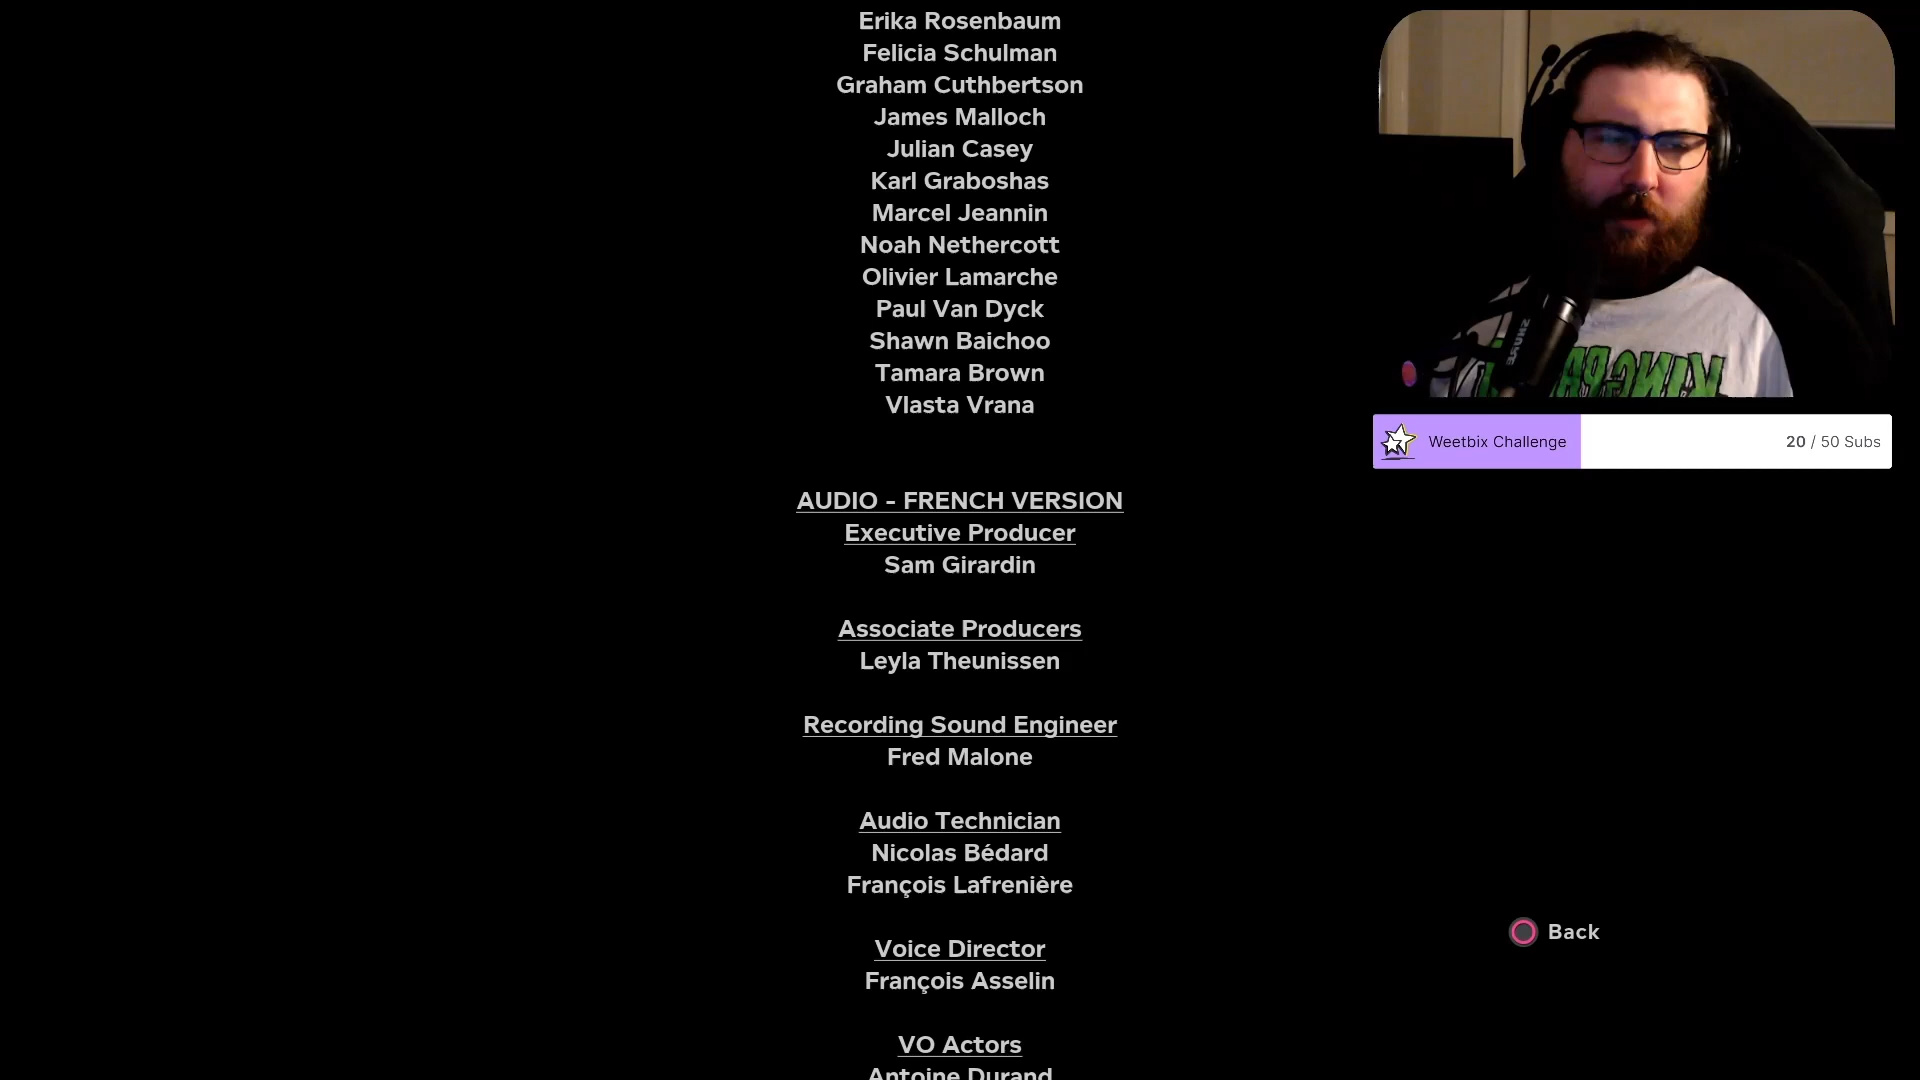 Erika Rosenbaum
Felicia Schulman
Graham Cuthbertson
James Malloch
Julian Casey
Karl Graboshas
Marcel Jeannin
Noah Nethercott
Olivier Lamarche
Paul Van Dyck
Shawn Baichoo
Tamara Brown
Vlasta Vrana
SHURE
Weetbix Challenge
20 / 50 Subs
AUDIO - FRENCH VERSION
Executive Producer
Sam Girardin
Associate Producers
Leyla Theunissen
Recording Sound Engineer
Fred Malone
Audio Technician
Nicolas Bédard
François Lafrenière
Back
Voice Director
François Asselin
VO Actors
Antoine Durand